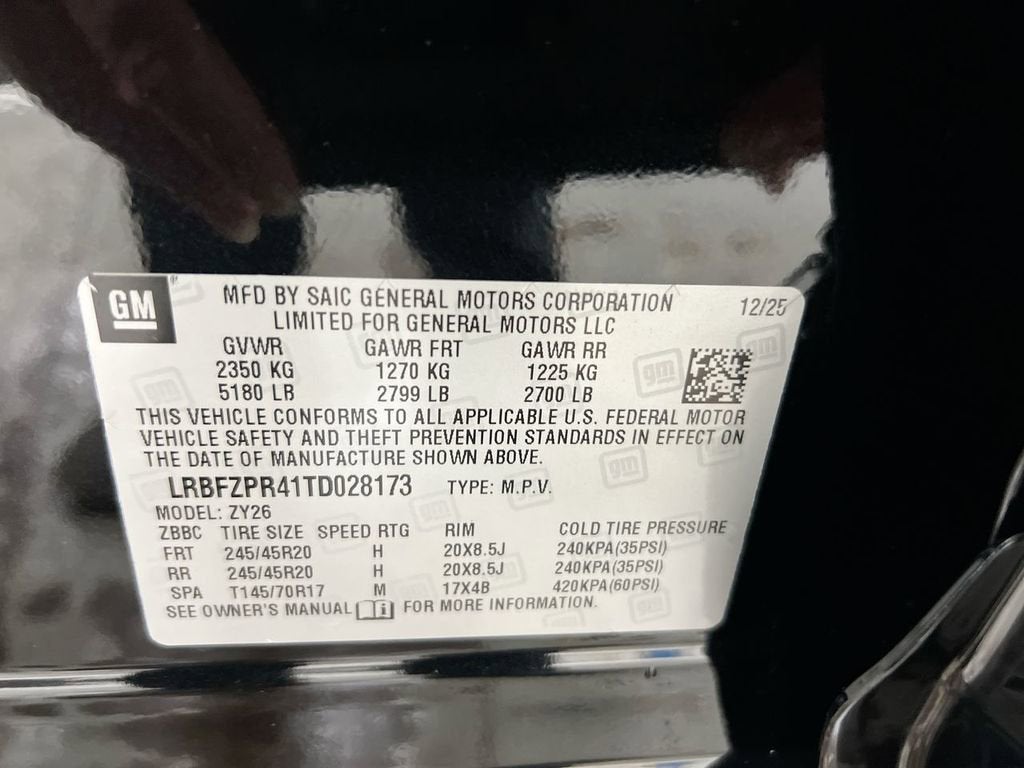 GM
MFD BY SAIC GENERAL MOTORS CORPORATION 12/25
LIMITED FOR GENERAL MOTORS LLC
GVWR GAWR FRT GAWR RR
2350 KG 1270 KG 1225 KG
5180 LB 2799 LB 2700 LB
THIS VEHICLE CONFORMS TO ALL APPLICABLE U.S. FEDERAL MOTOR
VEHICLE SAFETY AND THEFT PREVENTION STANDARDS IN EFFECT ON
THE DATE OF MANUFACTURE SHOWN ABOVE.
LRBFZPR41TD028173 TYPE: M.P.V.
MODEL: ZY26
ZBBC TIRE SIZE SPEED RTG RIM COLD TIRE PRESSURE
FRT 245/45R20 H 20X8.5J 240KPA(35PSI)
RR 245/45R20 H 20X8.5J 240KPA(35PSI)
SPA T145/70R17 M 17X4B 420KPA(60PSI)
SEE OWNER'S MANUAL FOR MORE INFORMATION.